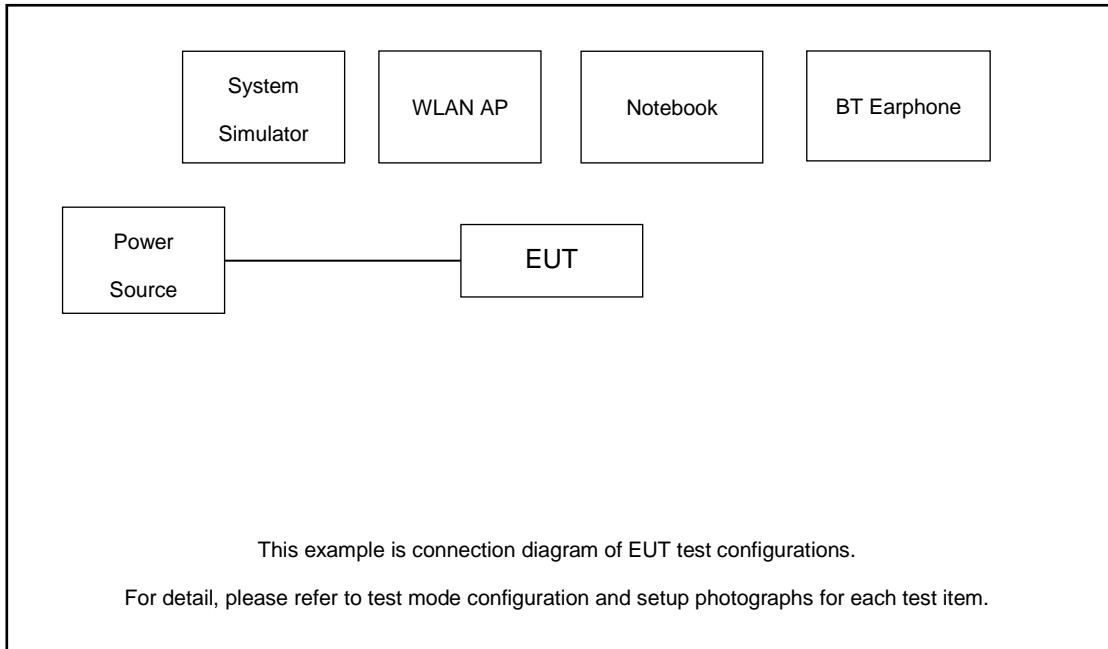 System
Simulator
WLAN AP
Notebook
BT Earphone
Power
Source
EUT
This example is connection diagram of EUT test configurations.
For detail, please refer to test mode configuration and setup photographs for each test item.